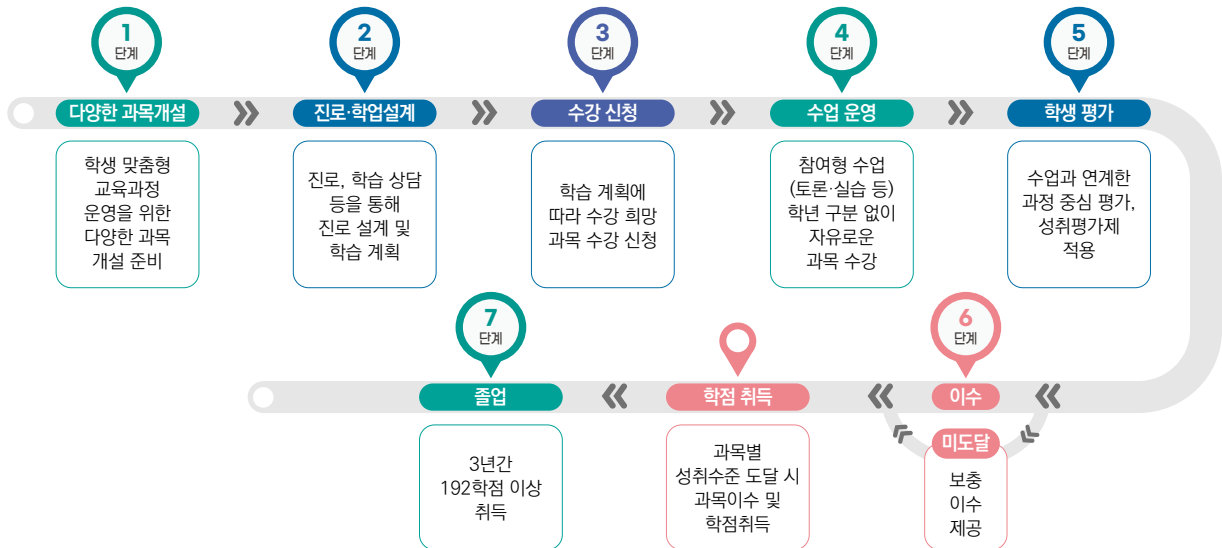 1
단계
다양한 과목개설
학생 맞춤형
교육과정
운영을 위한
다양한 과목
개설 준비
2
단계
진로·학업설계
진로, 학습 상담
등을 통해
진로 설계 및
학습 계획
3
단계
수강 신청
학습 계획에
따라 수강 희망
과목 수강 신청
4
단계
수업 운영
참여형 수업
(토론·실습 등)
학년 구분 없이
자유로운
과목 수강
5
단계
학생 평가
수업과 연계한
과정 중심 평가,
성취평가제
적용
6
단계
이수
미도달
보충
이수
제공
학점 취득
과목별
성취수준 도달 시
과목이수 및
학점취득
7
단계
졸업
3년간
192학점 이상
취득